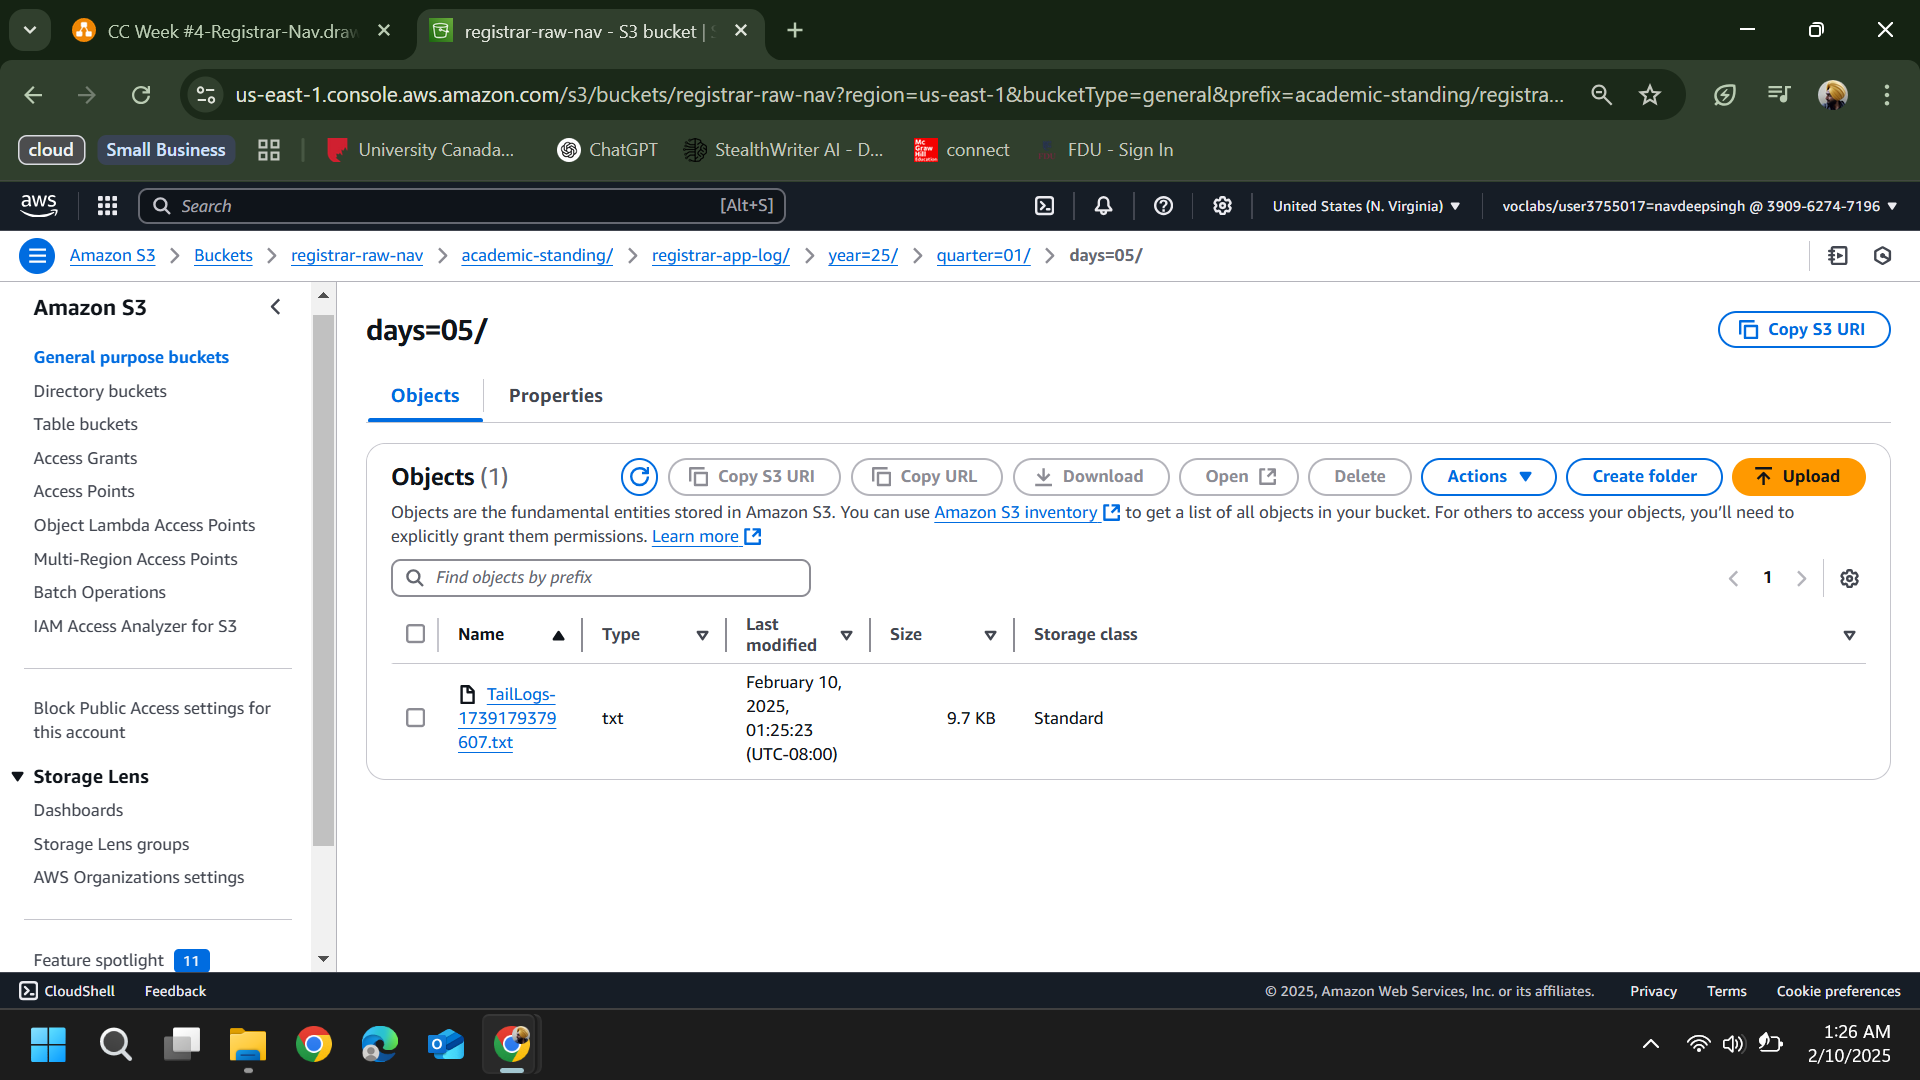 CC Week #4-Registrar-Nav.draw
registrar-raw-nav - S3 bucket | S
us-east-1.console.aws.amazon.com/s3/buckets/registrar-raw-nav?region=us-east-1&bucketType=general&prefix=academic-standing/registra...
cloud
Small Business
University Canada...
ChatGPT
StealthWriter AI - D...
Mc Graw Hill Education
connect
FDU - Sign In
aws
Search
[Alt+S]
United States (N. Virginia)
voclabs/user3755017=navdeepsingh @ 3909-6274-7196
Amazon S3
Buckets
registrar-raw-nav
academic-standing/
registrar-app-log/
year=25/
quarter=01/
days=05/
Amazon S3
General purpose buckets
Directory buckets
Table buckets
Access Grants
Access Points
Object Lambda Access Points
Multi-Region Access Points
Batch Operations
IAM Access Analyzer for S3
Block Public Access settings for
this account
Storage Lens
Dashboards
Storage Lens groups
AWS Organizations settings
Feature spotlight 11
days=05/
Copy S3 URI
Objects
Properties
Objects (1)
Copy S3 URI
Copy URL
Download
Open
Delete
Actions
Create folder
Upload
Objects are the fundamental entities stored in Amazon S3. You can use Amazon S3 inventory to get a list of all objects in your bucket. For others to access your objects, you'll need to
explicitly grant them permissions. Learn more
Find objects by prefix
1
Name
Type
Last
modified
Size
Storage class
TailLogs-
1739179379
607.txt
txt
February 10,
2025,
01:25:23
(UTC-08:00)
9.7 KB
Standard
CloudShell
Feedback
© 2025, Amazon Web Services, Inc. or its affiliates.
Privacy
Terms
Cookie preferences
1:26 AM
2/10/2025